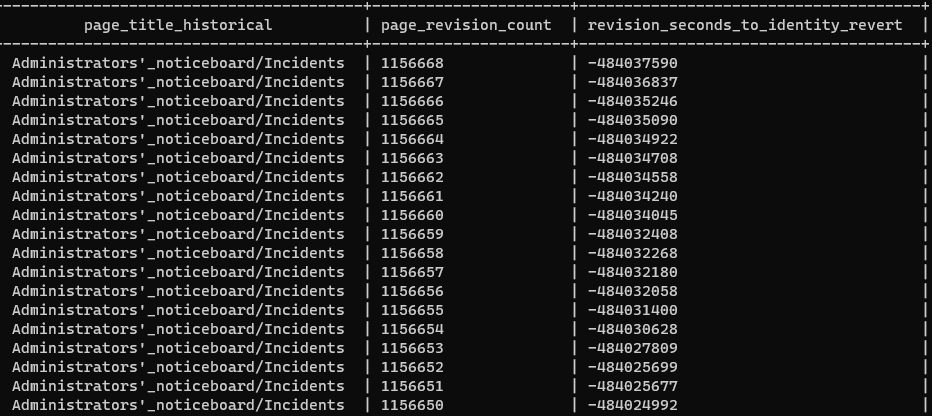 page_title_historical | page_revision_count | revision_seconds_to_identity_revert |
Administrators'_noticeboard/Incidents | 1156668 | -484037590 |
Administrators'_noticeboard/Incidents | 1156667 | -484036837 |
Administrators'_noticeboard/Incidents | 1156666 | -484035246 |
Administrators'_noticeboard/Incidents | 1156665 | -484035090 |
Administrators'_noticeboard/Incidents | 1156664 | -484034922 |
Administrators'_noticeboard/Incidents | 1156663 | -484034708 |
Administrators'_noticeboard/Incidents | 1156662 | -484034558 |
Administrators'_noticeboard/Incidents | 1156661 | -484034240 |
Administrators'_noticeboard/Incidents | 1156660 | -484034045 |
Administrators'_noticeboard/Incidents | 1156659 | -484032408 |
Administrators'_noticeboard/Incidents | 1156658 | -484032268 |
Administrators'_noticeboard/Incidents | 1156657 | -484032180 |
Administrators'_noticeboard/Incidents | 1156656 | -484032058 |
Administrators'_noticeboard/Incidents | 1156655 | -484031400 |
Administrators'_noticeboard/Incidents | 1156654 | -484030628 |
Administrators'_noticeboard/Incidents | 1156653 | -484027809 |
Administrators'_noticeboard/Incidents | 1156652 | -484025699 |
Administrators'_noticeboard/Incidents | 1156651 | -484025677 |
Administrators'_noticeboard/Incidents | 1156650 | -484024992 |